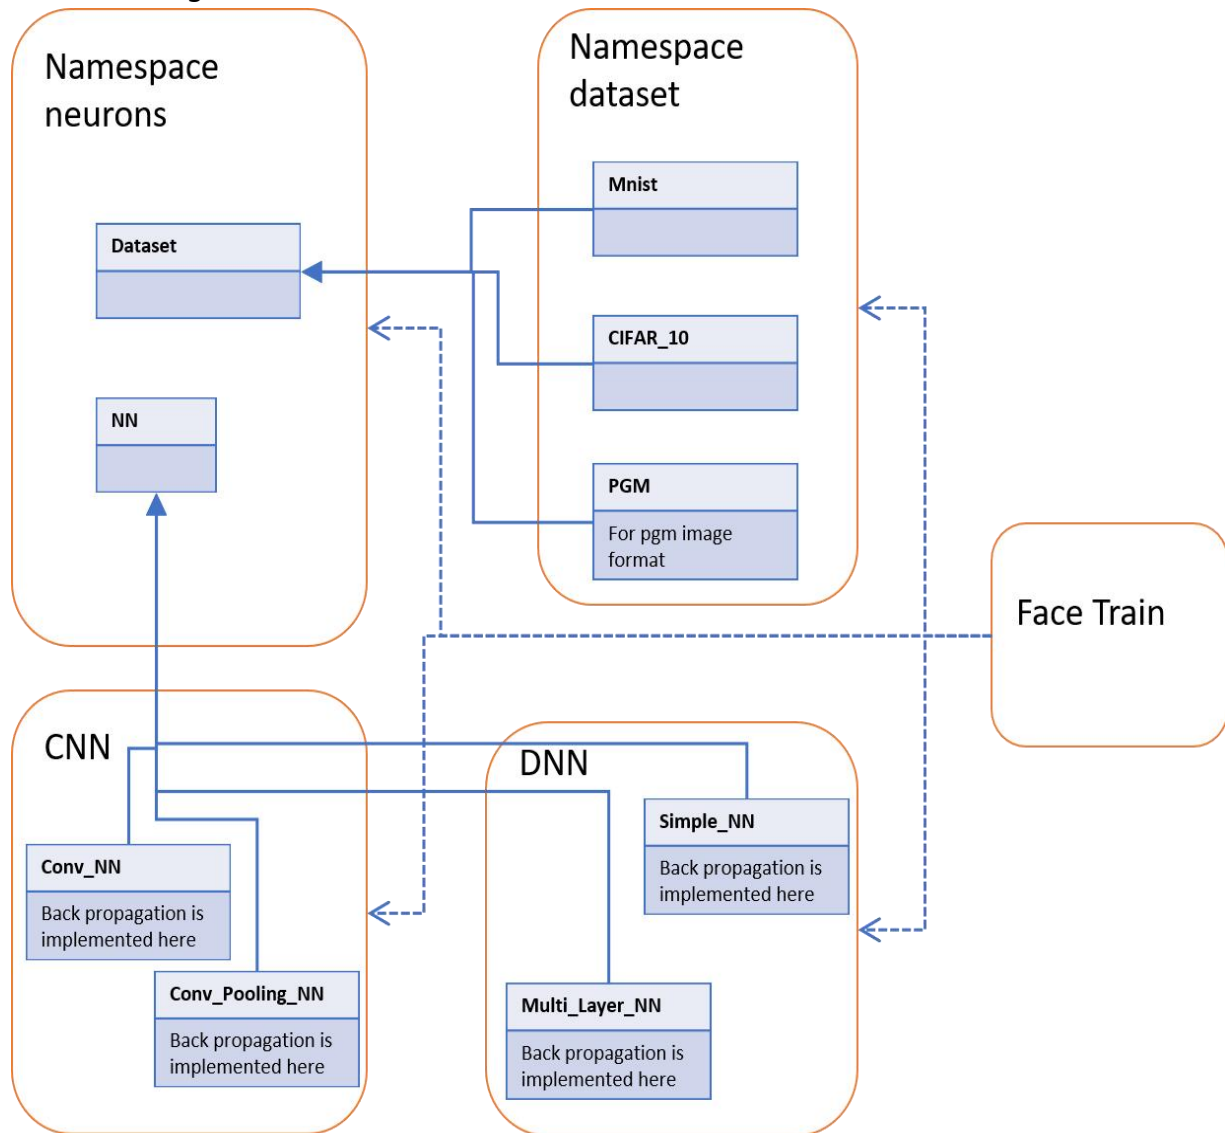 Namespace
neurons
Dataset
NN
Namespace
dataset
Mnist
CIFAR_10
PGM
For pgm image
format
Face Train
CNN
Conv_NN
Back propagation is
implemented here
Conv_Pooling_NN
Back propagation is
implemented here
DNN
Simple_NN
Back propagation is
implemented here
Multi_Layer_NN
Back propagation is
implemented here